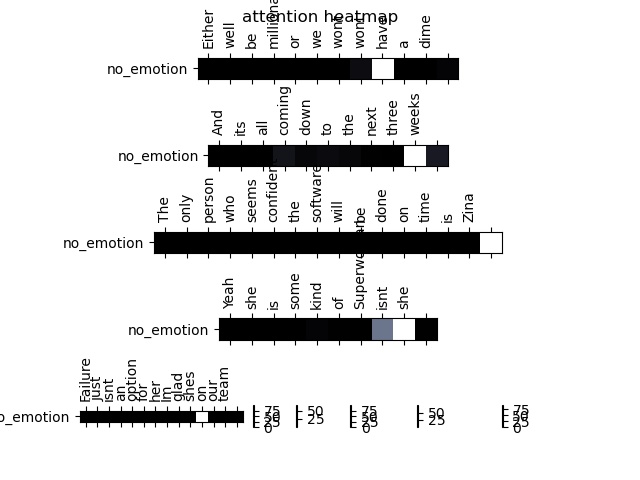 attention heatmap
Either well be millionaires or we wont wont have a dime
no_emotion
And its all coming down to the next three weeks
no_emotion
The only person who seems confident the software will be done on time is Zina
no_emotion
Yeah she is some kind of Superwoman isnt she
no_emotion
Failure just isnt an option for her Im glad shes on our team
no_emotion
75 50 25 0
50 25
75 50 25 0
50 25
75 50 25 0